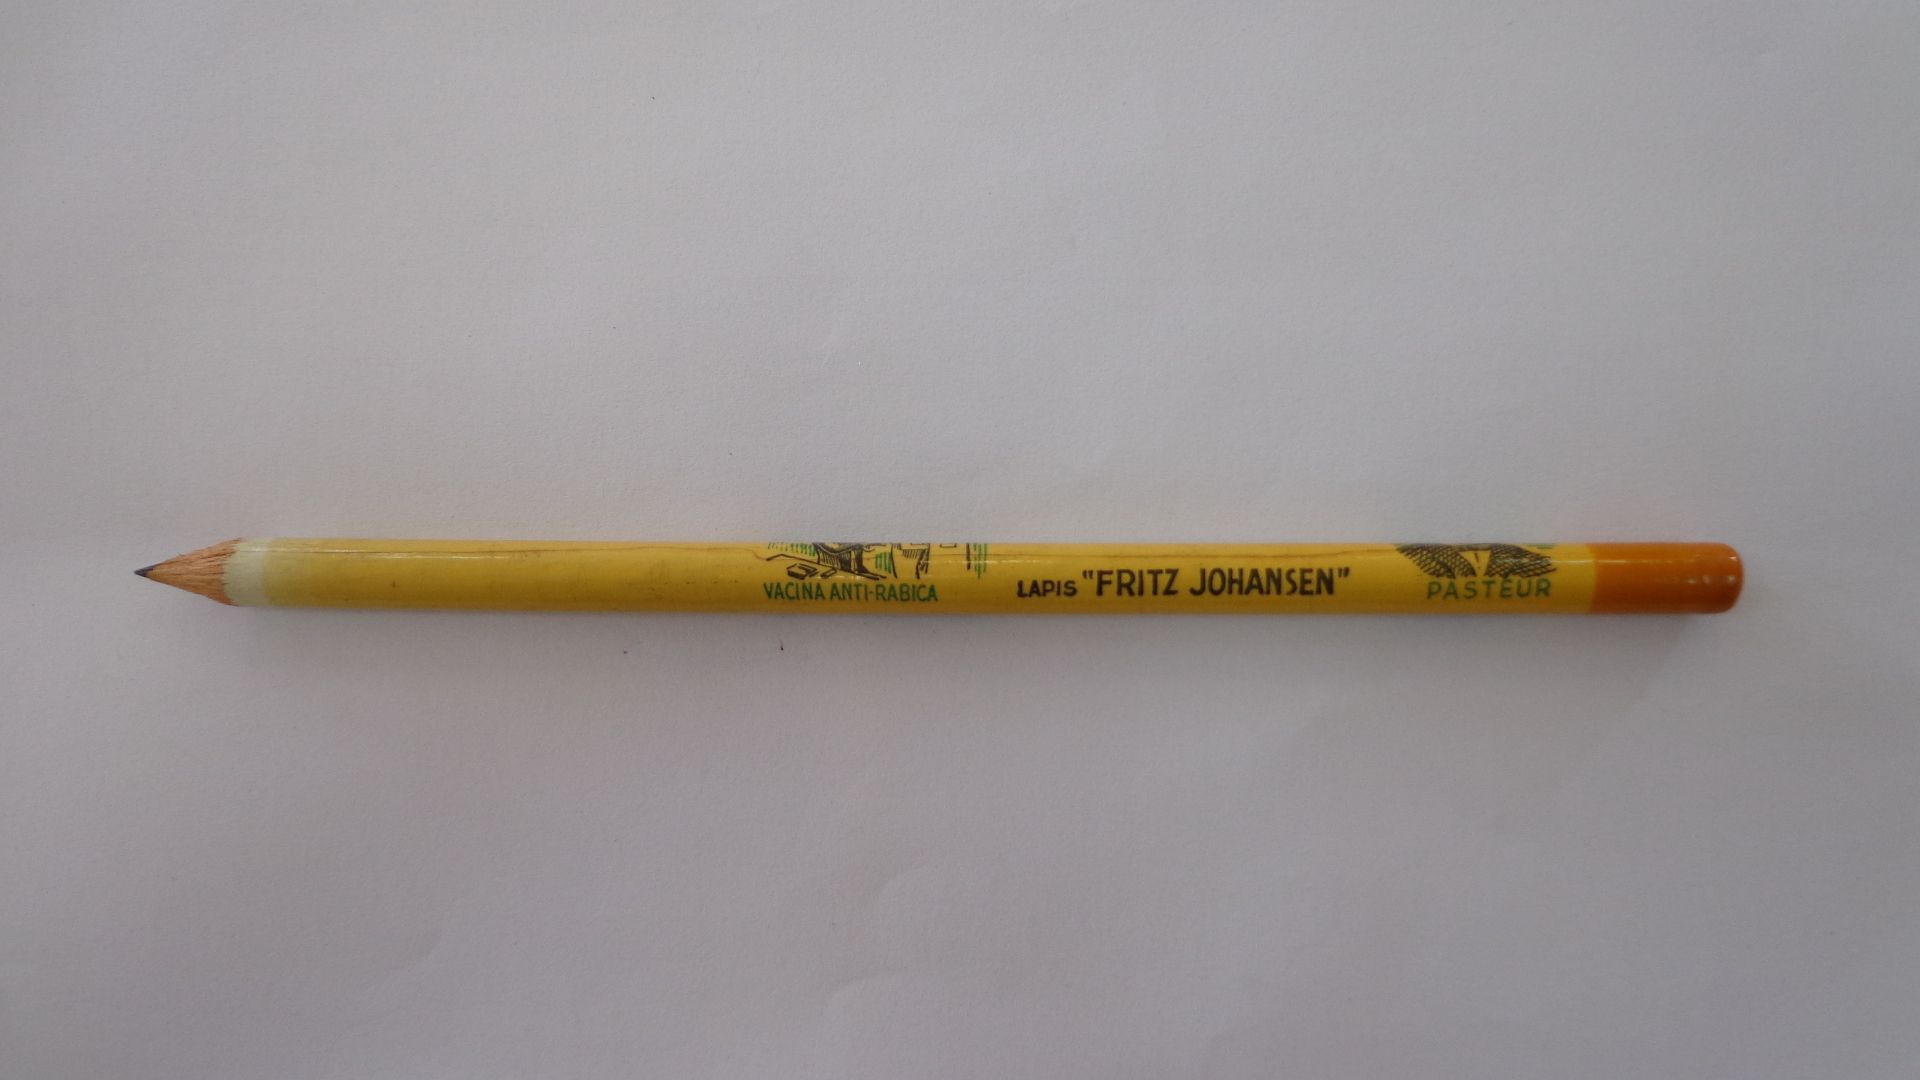 VACINA ANTI-RABICA
LAPIS "FRITZ JOHANSEN"
PASTEUR